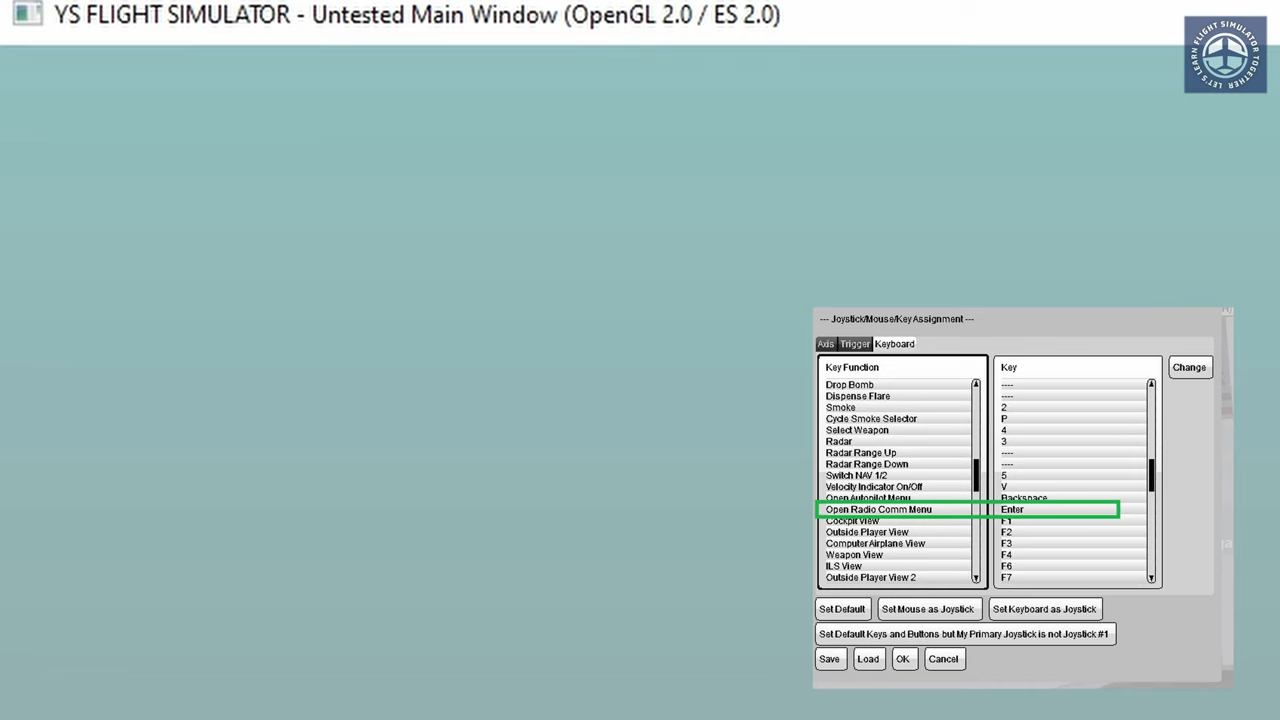 YS FLIGHT SIMULATOR - Untested Main Window (OpenGL 2.0 / ES 2.0)
LET'S LEARN FLIGHT SIMULATOR TOGETHER
--- Joystick/Mouse/Key Assignment ---
Axis Trigger Keyboard
Key Function Key Change
Drop Bomb ----
Dispense Flare ----
Smoke 2
Cycle Smoke Selector P
Select Weapon 4
Radar 3
Radar Range Up ----
Radar Range Down ----
Switch NAV 1/2 5
Velocity Indicator On/Off V
Open Autopilot Menu Backspace
Open Radio Comm Menu Enter
Cockpit View F1
Outside Player View F2
Computer Airplane View F3
Weapon View F4
ILS View F6
Outside Player View 2 F7
Set Default Set Mouse as Joystick Set Keyboard as Joystick
Set Default Keys and Buttons but My Primary Joystick is not Joystick #1
Save Load OK Cancel